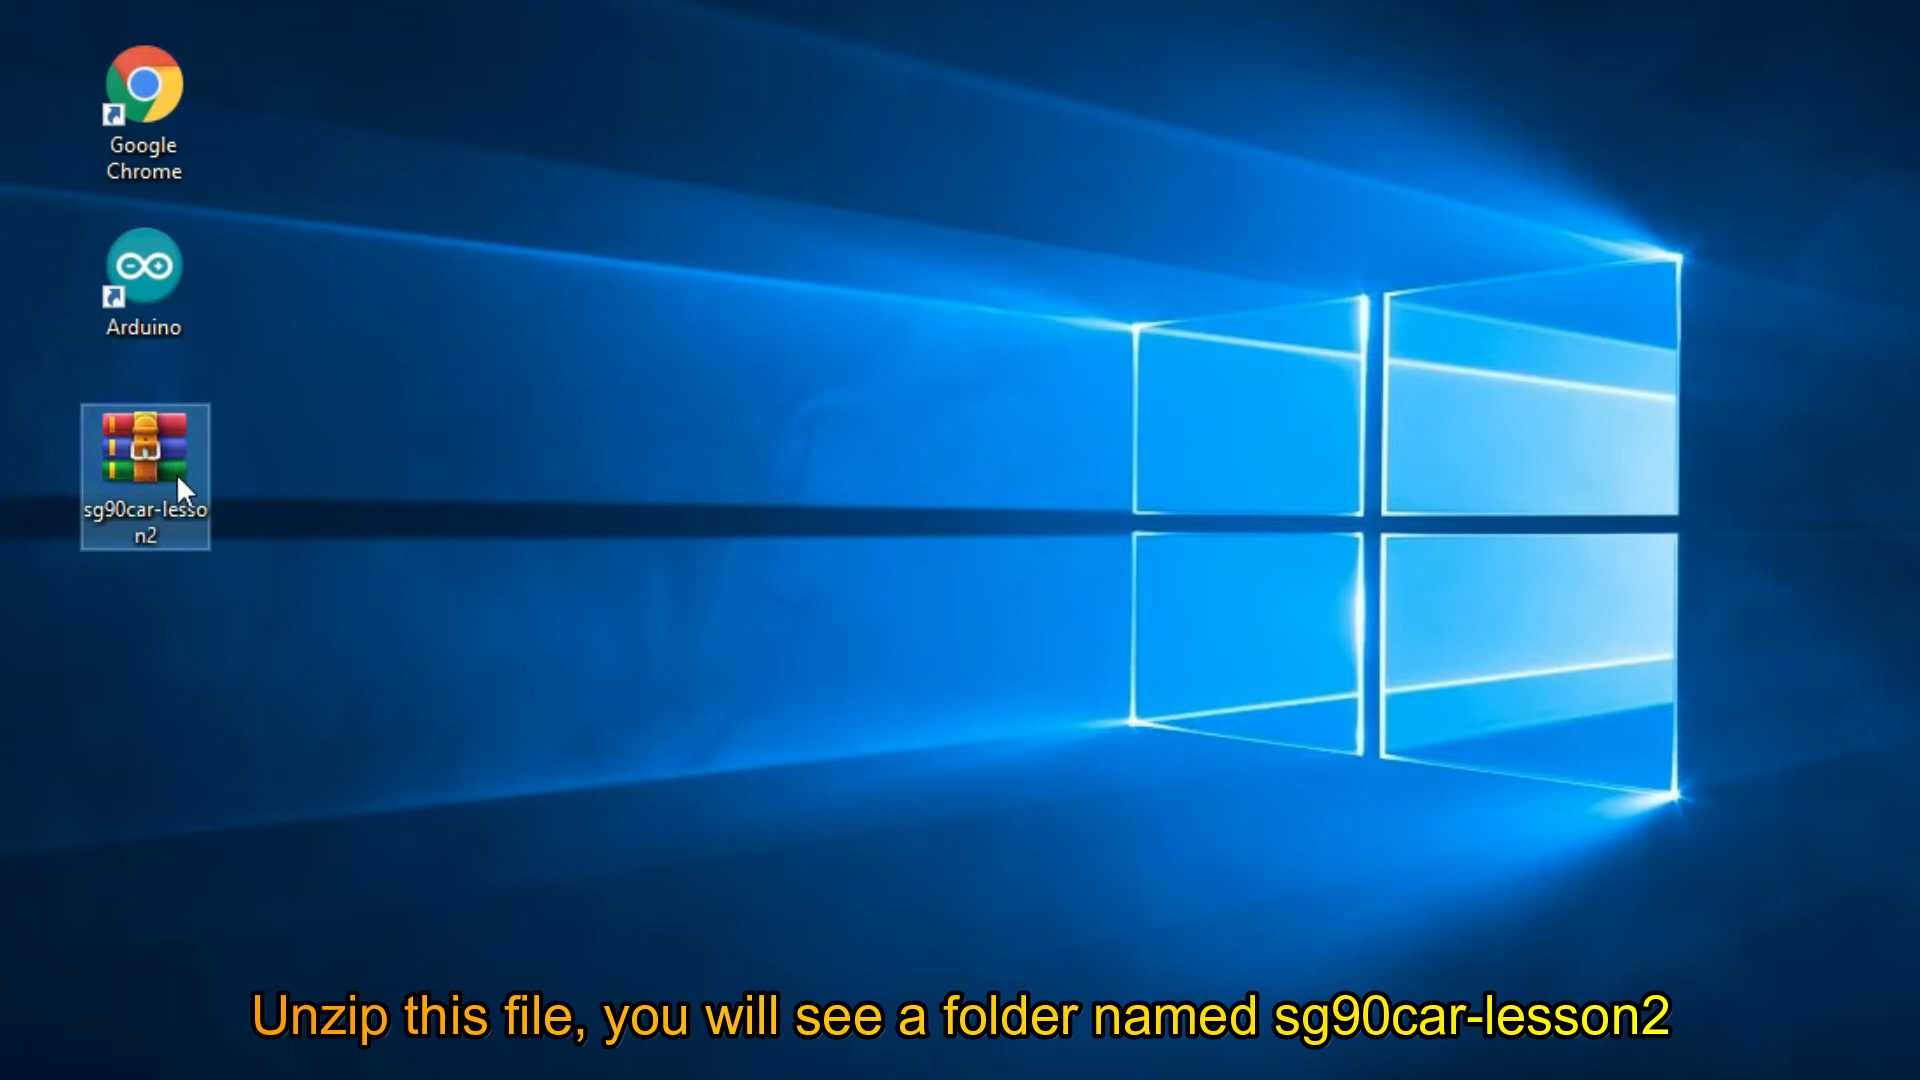 Google
Chrome
Arduino
sg90car-lesso
n2
Unzip this file, you will see a folder named sg90car-lesson2